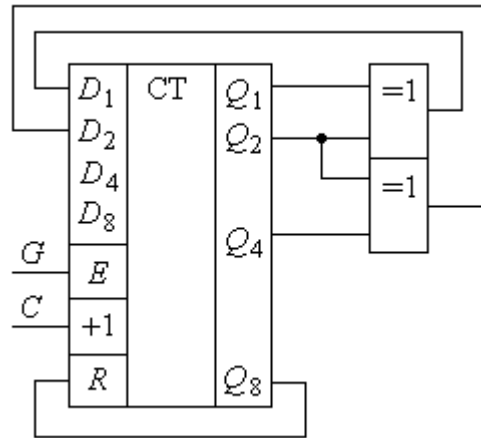 D₁ CT Q₁ =1
D₂ Q₂
D₄ =1
D₈ Q₄
G E
C +1
R Q₈